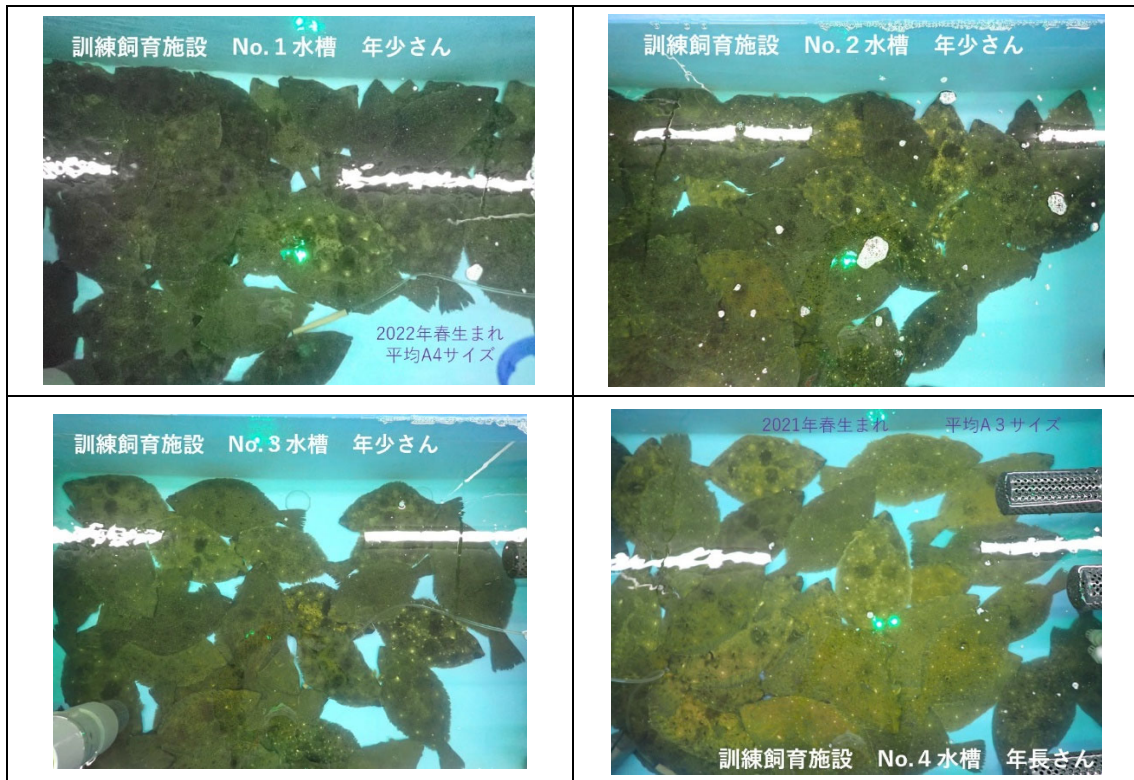 訓練飼育施設　No.１水槽　年少さん
2022年春生まれ
平均A4サイズ
訓練飼育施設　No.２水槽　年少さん
訓練飼育施設　No.３水槽　年少さん
2021年春生まれ　平均A３サイズ
訓練飼育施設　No.４水槽　年長さん